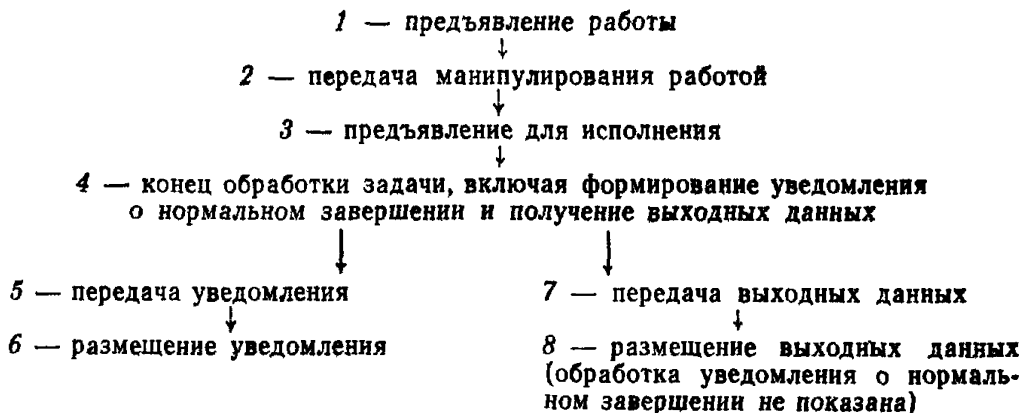 1 — предъявление работы
2 — передача манипулирования работой
3 — предъявление для исполнения
4 — конец обработки задачи, включая формирование уведомления
о нормальном завершении и получение выходных данных
5 — передача уведомления
6 — размещение уведомления
7 — передача выходных данных
8 — размещение выходных данных
(обработка уведомления о нормаль-
ном завершении не показана)